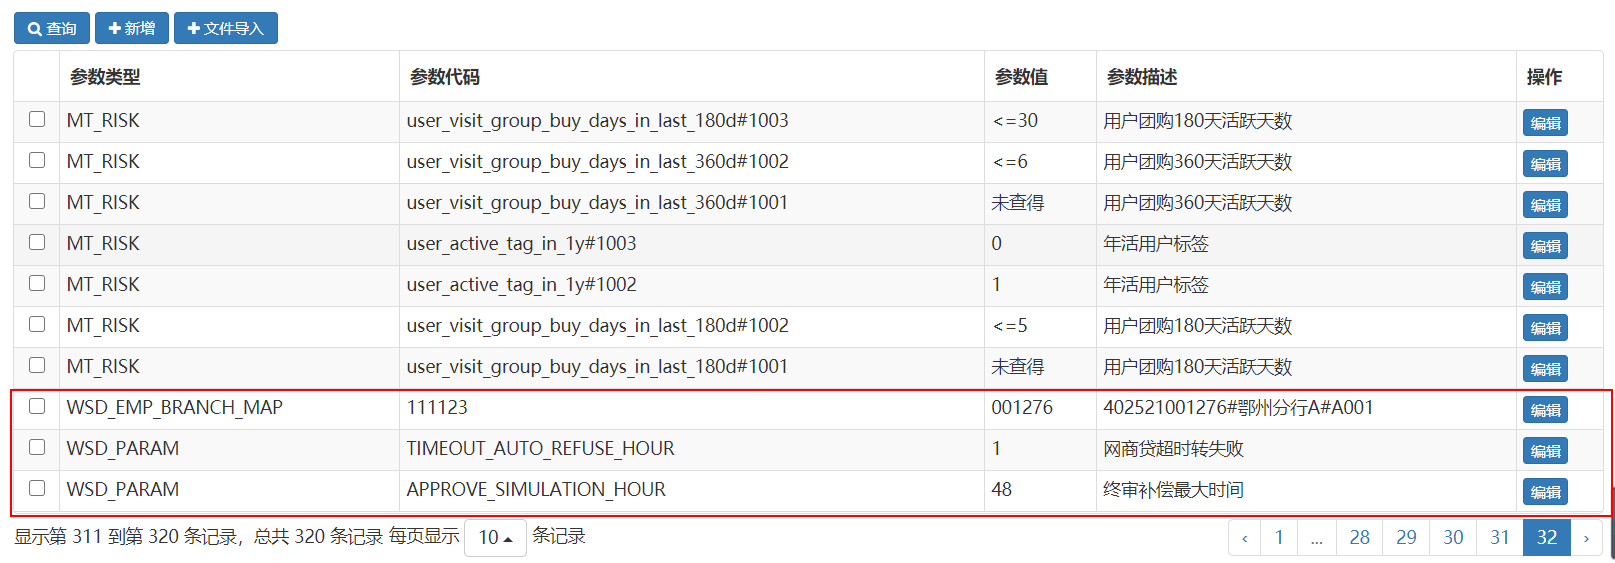 查询 新增 文件导入
参数类型 参数代码 参数值 参数描述 操作
MT_RISK user_visit_group_buy_days_in_last_180d#1003 <=30 用户团购180天活跃天数 编辑
MT_RISK user_visit_group_buy_days_in_last_360d#1002 <=6 用户团购360天活跃天数 编辑
MT_RISK user_visit_group_buy_days_in_last_360d#1001 未查得 用户团购360天活跃天数 编辑
MT_RISK user_active_tag_in_1y#1003 0 年活用户标签 编辑
MT_RISK user_active_tag_in_1y#1002 1 年活用户标签 编辑
MT_RISK user_visit_group_buy_days_in_last_180d#1002 <=5 用户团购180天活跃天数 编辑
MT_RISK user_visit_group_buy_days_in_last_180d#1001 未查得 用户团购180天活跃天数 编辑
WSD_EMP_BRANCH_MAP 111123 001276 402521001276#鄂州分行A#A001 编辑
WSD_PARAM TIMEOUT_AUTO_REFUSE_HOUR 1 网商贷超时转失败 编辑
WSD_PARAM APPROVE_SIMULATION_HOUR 48 终审补偿最大时间 编辑
显示第 311 到第 320 条记录，总共 320 条记录 每页显示 10 条记录 ‹ 1 ... 28 29 30 31 32 ›